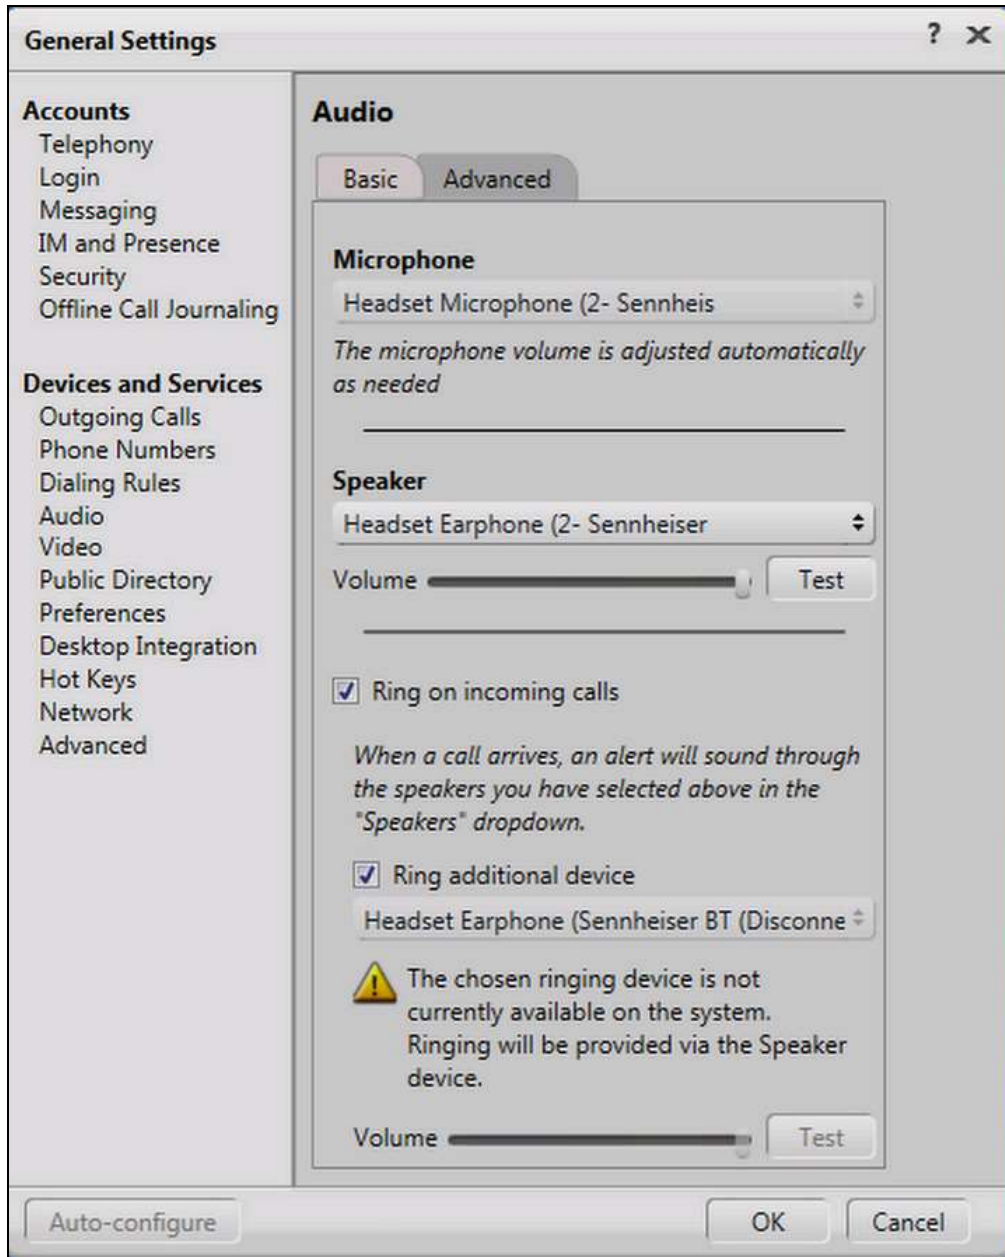 General Settings
?
Accounts
Telephony
Login
Messaging
IM and Presence
Security
Offline Call Journaling
Devices and Services
Outgoing Calls
Phone Numbers
Dialing Rules
Audio
Video
Public Directory
Preferences
Desktop Integration
Hot Keys
Network
Advanced
Audio
Basic
Advanced
Microphone
Headset Microphone (2- Sennheis
The microphone volume is adjusted automatically
as needed
Speaker
Headset Earphone (2- Sennheiser
Volume
Test
Ring on incoming calls
When a call arrives, an alert will sound through
the speakers you have selected above in the
"Speakers" dropdown.
Ring additional device
Headset Earphone (Sennheiser BT (Disconne
The chosen ringing device is not
currently available on the system.
Ringing will be provided via the Speaker
device.
Volume
Test
Auto-configure
OK
Cancel